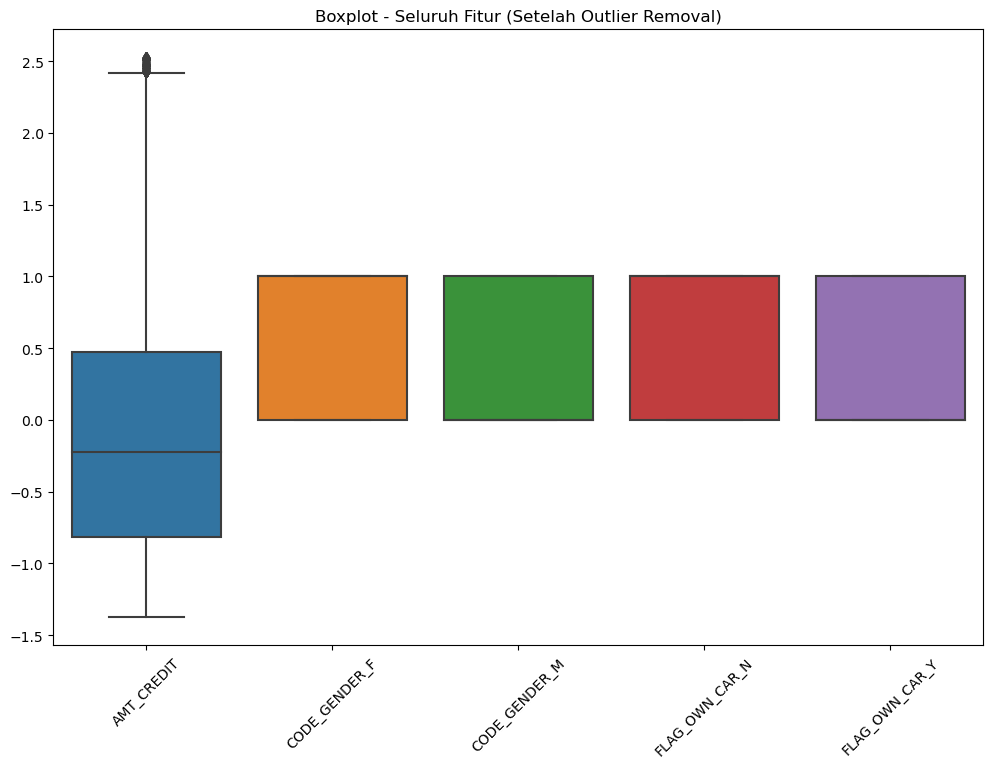 Boxplot - Seluruh Fitur (Setelah Outlier Removal)
2.5
2.0
1.5
1.0
0.5
0.0
−0.5
−1.0
−1.5
AMT_CREDIT
CODE_GENDER_F
CODE_GENDER_M
FLAG_OWN_CAR_N
FLAG_OWN_CAR_Y